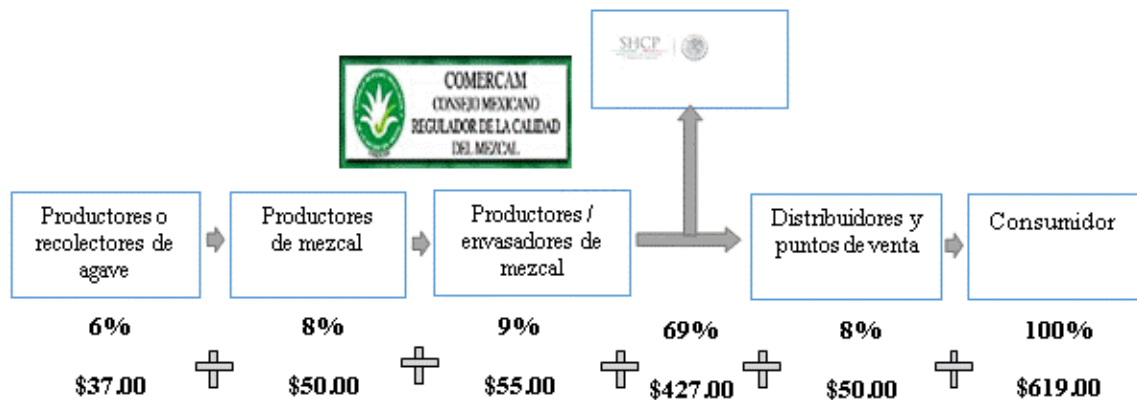 SHCP
COMERCAM
CONSEJO MEXICANO
REGULADOR DE LA CALIDAD
DEL MEZCAL
Productores o
recolectores de
agave
Productores
de mezcal
Productores /
envasadores de
mezcal
Distribuidores y
puntos de venta
Consumidor
6%
8%
9%
69%
8%
100%
$37.00
$50.00
$55.00
$427.00
$50.00
$619.00